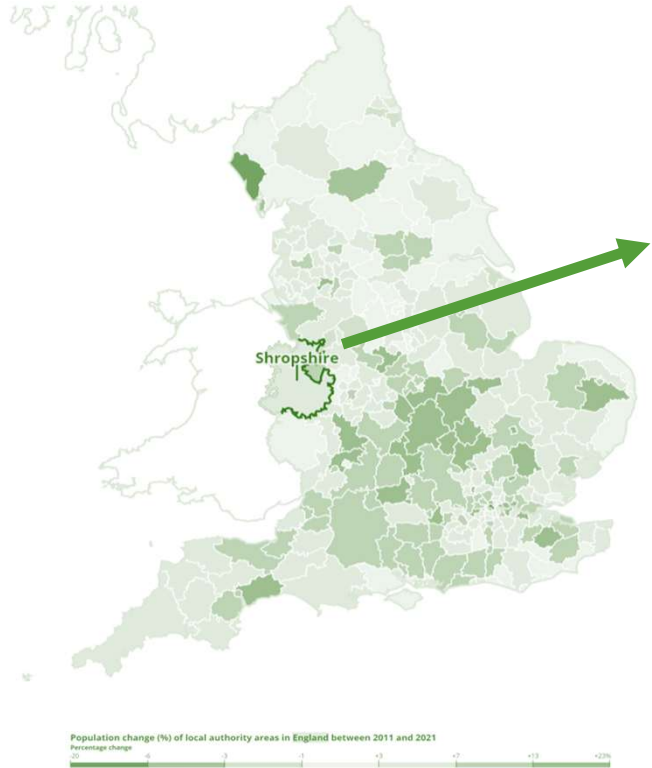 Shropshire
Population change (%) of local authority areas in England between 2011 and 2021
Percentage change
-20 -6 -3 -1 +3 +7 +13 +23%